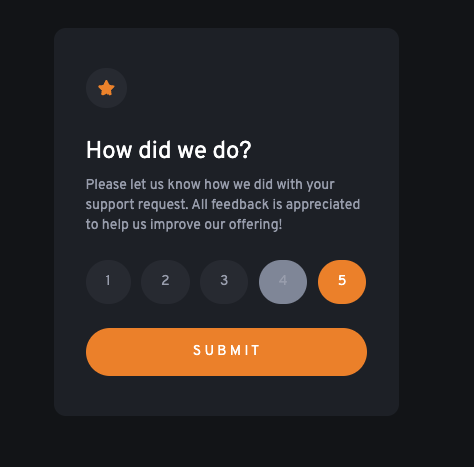 How did we do?
Please let us know how we did with your
support request. All feedback is appreciated
to help us improve our offering!
1 2 3 4 5
SUBMIT